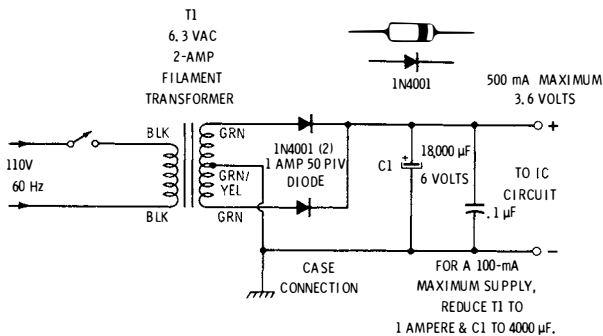 T1
6.3 VAC
2-AMP
FILAMENT
TRANSFORMER
1N4001
500 mA MAXIMUM
3.6 VOLTS
+
BLK
GRN
110V
60 Hz
GRN/
YEL
1N4001 (2)
1 AMP 50 PIV
DIODE
C1
+
18,000 µF
6 VOLTS
TO IC
CIRCUIT
.1 µF
BLK
GRN
−
CASE
CONNECTION
FOR A 100-mA
MAXIMUM SUPPLY,
REDUCE T1 TO
1 AMPERE & C1 TO 4000 µF.